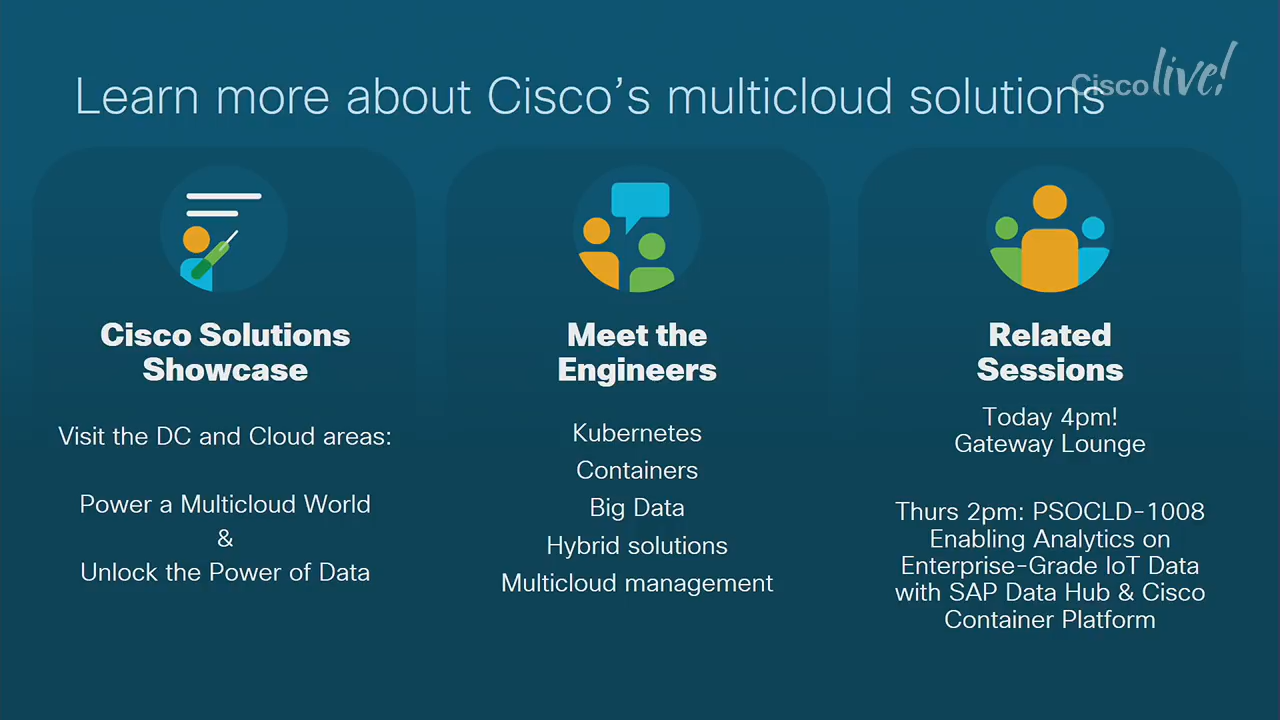 Learn more about Cisco's multicloud solutions
Cisco live!
Cisco Solutions
Showcase
Visit the DC and Cloud areas:
Power a Multicloud World
&
Unlock the Power of Data
Meet the
Engineers
Kubernetes
Containers
Big Data
Hybrid solutions
Multicloud management
Related
Sessions
Today 4pm!
Gateway Lounge
Thurs 2pm: PSOCLD-1008
Enabling Analytics on
Enterprise-Grade IoT Data
with SAP Data Hub & Cisco
Container Platform